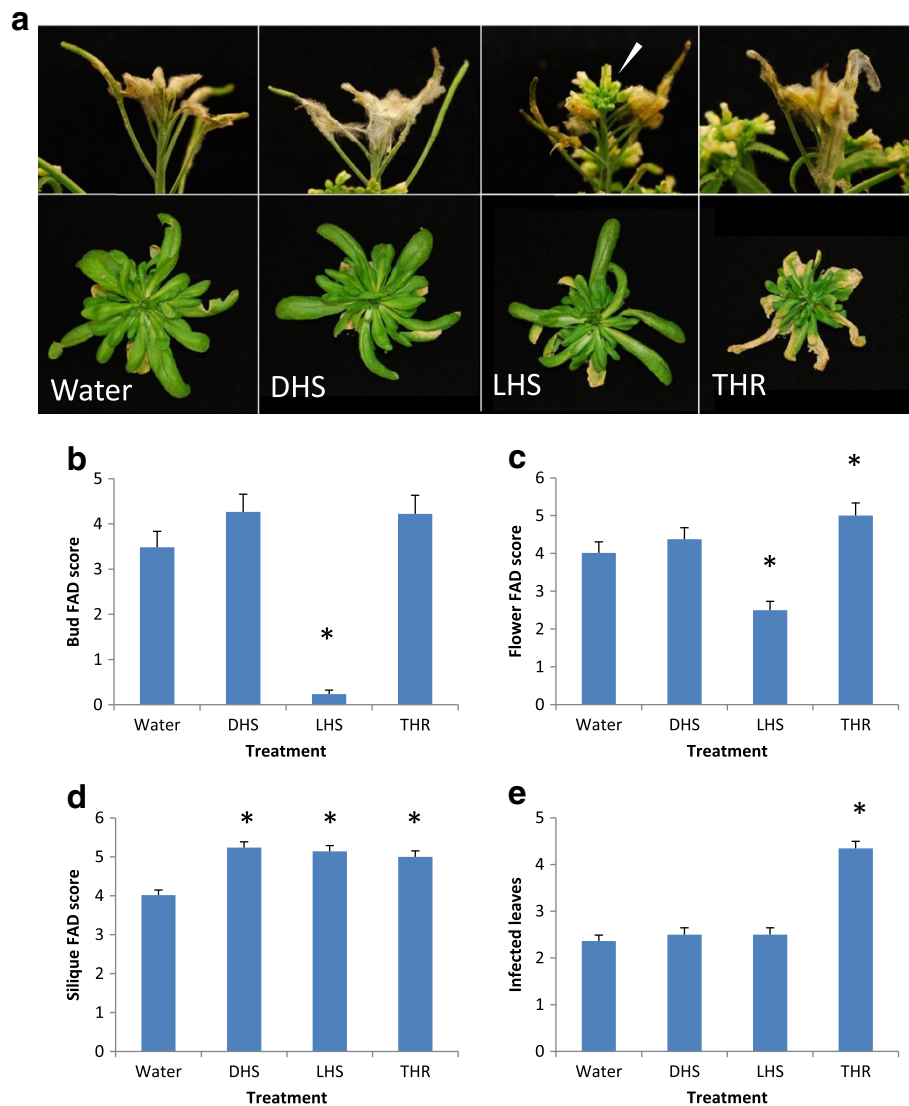 a
Water
DHS
LHS
THR
b
5
4
3
2
1
0
Bud FAD score
*
Water
DHS
LHS
THR
Treatment
c
6
5
4
3
2
1
0
Flower FAD score
*
*
Water
DHS
LHS
THR
Treatment
d
6
5
4
3
2
1
0
Silique FAD score
*
*
*
Water
DHS
LHS
THR
Treatment
e
5
4
3
2
1
0
Infected leaves
*
Water
DHS
LHS
THR
Treatment